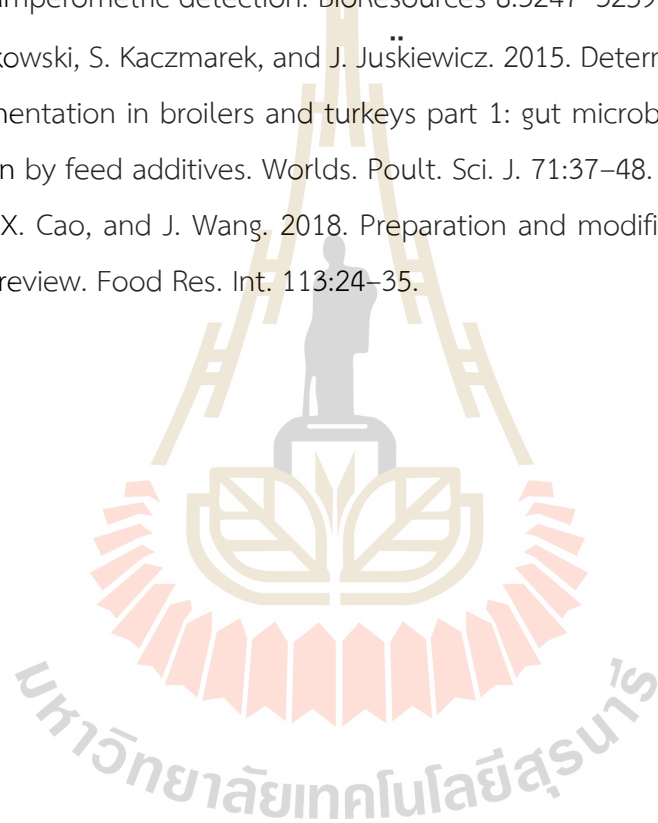 mperometric detection. BioResources 8:3247–3259
kowski, S. Kaczmarek, and J. Juskiewicz. 2015. Determ
nentation in broilers and turkeys part 1: gut microb
n by feed additives. Worlds. Poult. Sci. J. 71:37–48.
X. Cao, and J. Wang. 2018. Preparation and modifi
review. Food Res. Int. 113:24–35.
มหาวิทยาลัยเทคโนโลยีสุรนารี